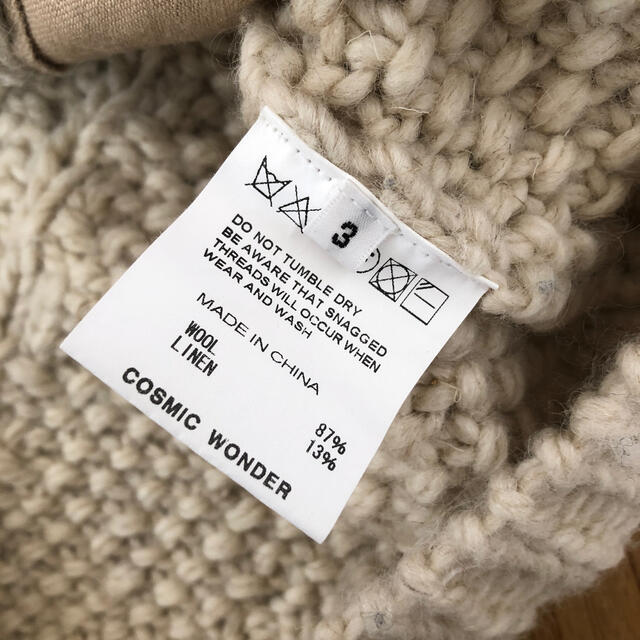 3
DO NOT TUMBLE DRY
BE AWARE THAT SNAGGED
THREADS WILL OCCUR WHEN
WEAR AND WASH
MADE IN CHINA
WOOL 87%
LINEN 13%
COSMIC WONDER